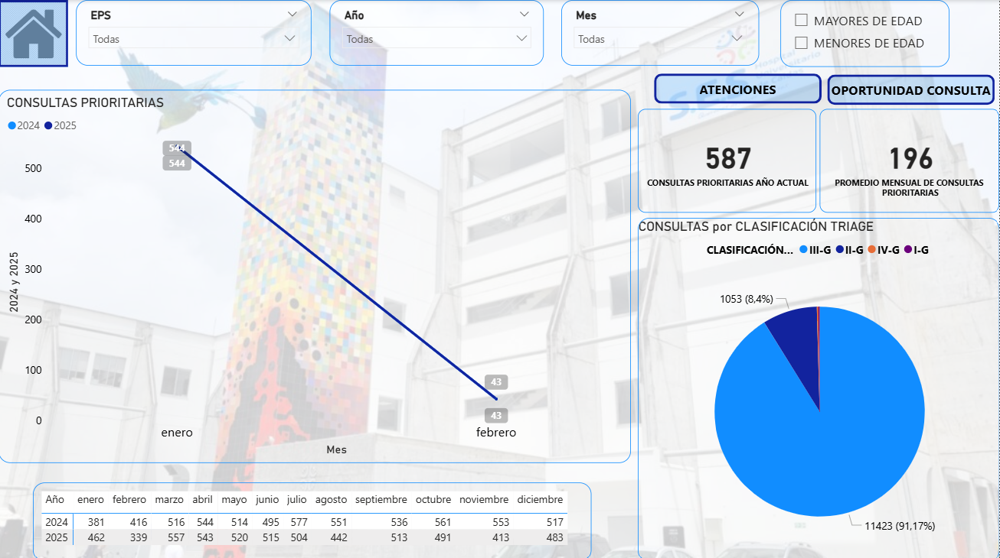 EPS
Todas
Año
Todas
Mes
Todas
MAYORES DE EDAD
MENORES DE EDAD
ATENCIONES
OPORTUNIDAD CONSULTA
CONSULTAS PRIORITARIAS
2024 2025
544
544
500
400
300
200
100
0
2024 y 2025
43
43
enero
febrero
Mes
587
CONSULTAS PRIORITARIAS AÑO ACTUAL
196
PROMEDIO MENSUAL DE CONSULTAS
PRIORITARIAS
CONSULTAS por CLASIFICACIÓN TRIAGE
CLASIFICACIÓN... III-G II-G IV-G I-G
1053 (8,4%)
11423 (91,17%)
Año enero febrero marzo abril mayo junio julio agosto septiembre octubre noviembre diciembre
2024 381 416 516 544 514 495 577 551 536 561 553 517
2025 462 339 557 543 520 515 504 442 513 491 413 483